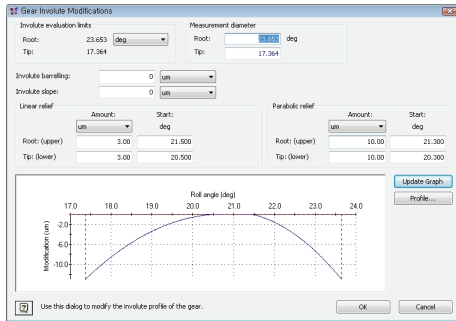 Gear Involute Modifications
Involute evaluation limits
Root: 23.653 deg
Tip: 17.364
Measurement diameter
Root: 23.653 deg
Tip: 17.364
Involute barrelling: 0 um
Involute slope: 0 um
Linear relief
Amount: Start:
um deg
Root: (upper) 3.00 21.500
Tip: (lower) 3.00 20.500
Parabolic relief
Amount: Start:
um deg
Root: (upper) 10.00 21.300
Tip: (lower) 10.00 20.300
Update Graph
Profile...
Roll angle (deg)
17.0 18.0 19.0 20.0 21.0 22.0 23.0 24.0
Modification (um)
-2.0
-6.0
-10.0
Use this dialog to modify the involute profile of the gear.
OK Cancel